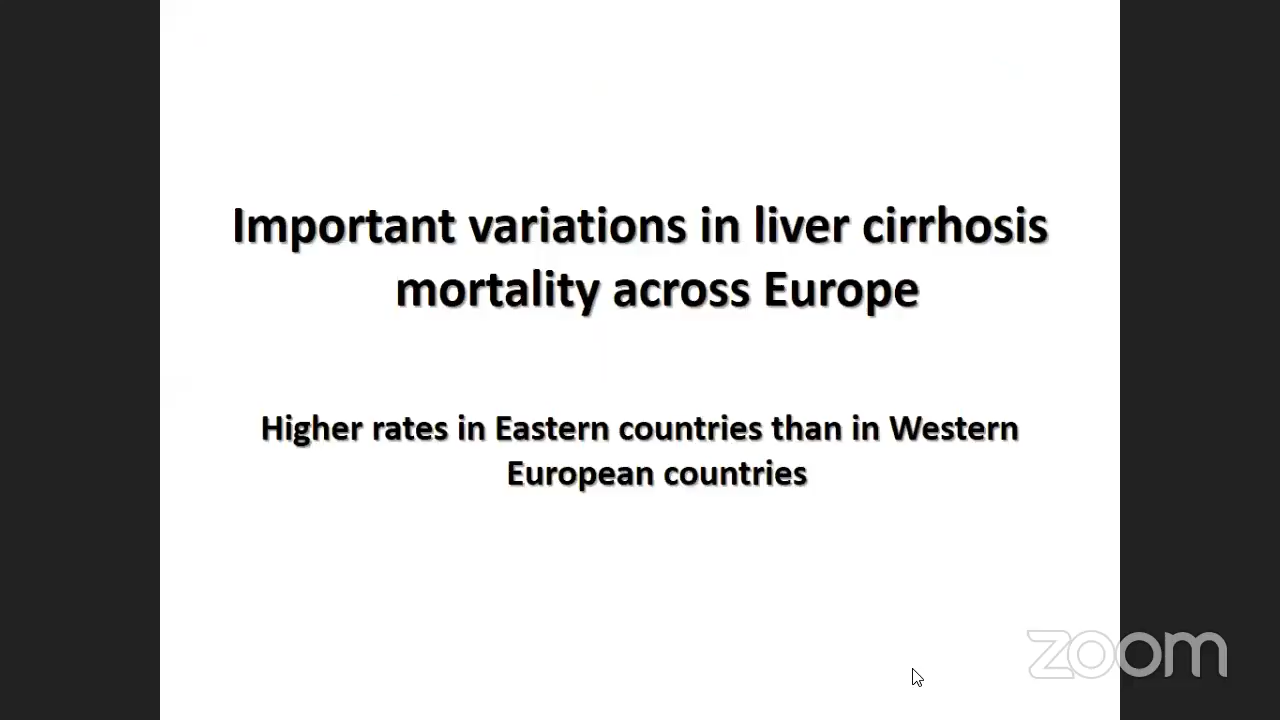 Important variations in liver cirrhosis
mortality across Europe
Higher rates in Eastern countries than in Western
European countries
zoom